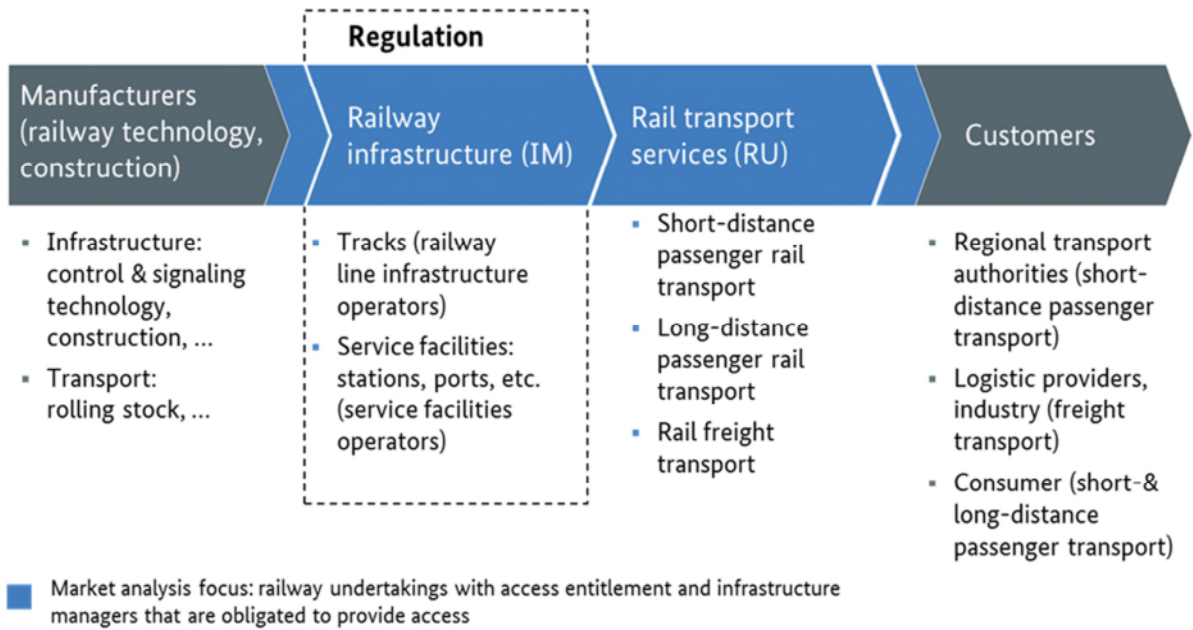 Regulation
Manufacturers
(railway technology,
construction)
Railway
infrastructure (IM)
Rail transport
services (RU)
Customers
▪ Infrastructure:
control & signaling
technology,
construction, ...
▪ Transport:
rolling stock, ...
▪ Tracks (railway
line infrastructure
operators)
▪ Service facilities:
stations, ports, etc.
(service facilities
operators)
▪ Short-distance
passenger rail
transport
▪ Long-distance
passenger rail
transport
▪ Rail freight
transport
▪ Regional transport
authorities (short-
distance passenger
transport)
▪ Logistic providers,
industry (freight
transport)
▪ Consumer (short-&
long-distance
passenger transport)
Market analysis focus: railway undertakings with access entitlement and infrastructure
managers that are obligated to provide access